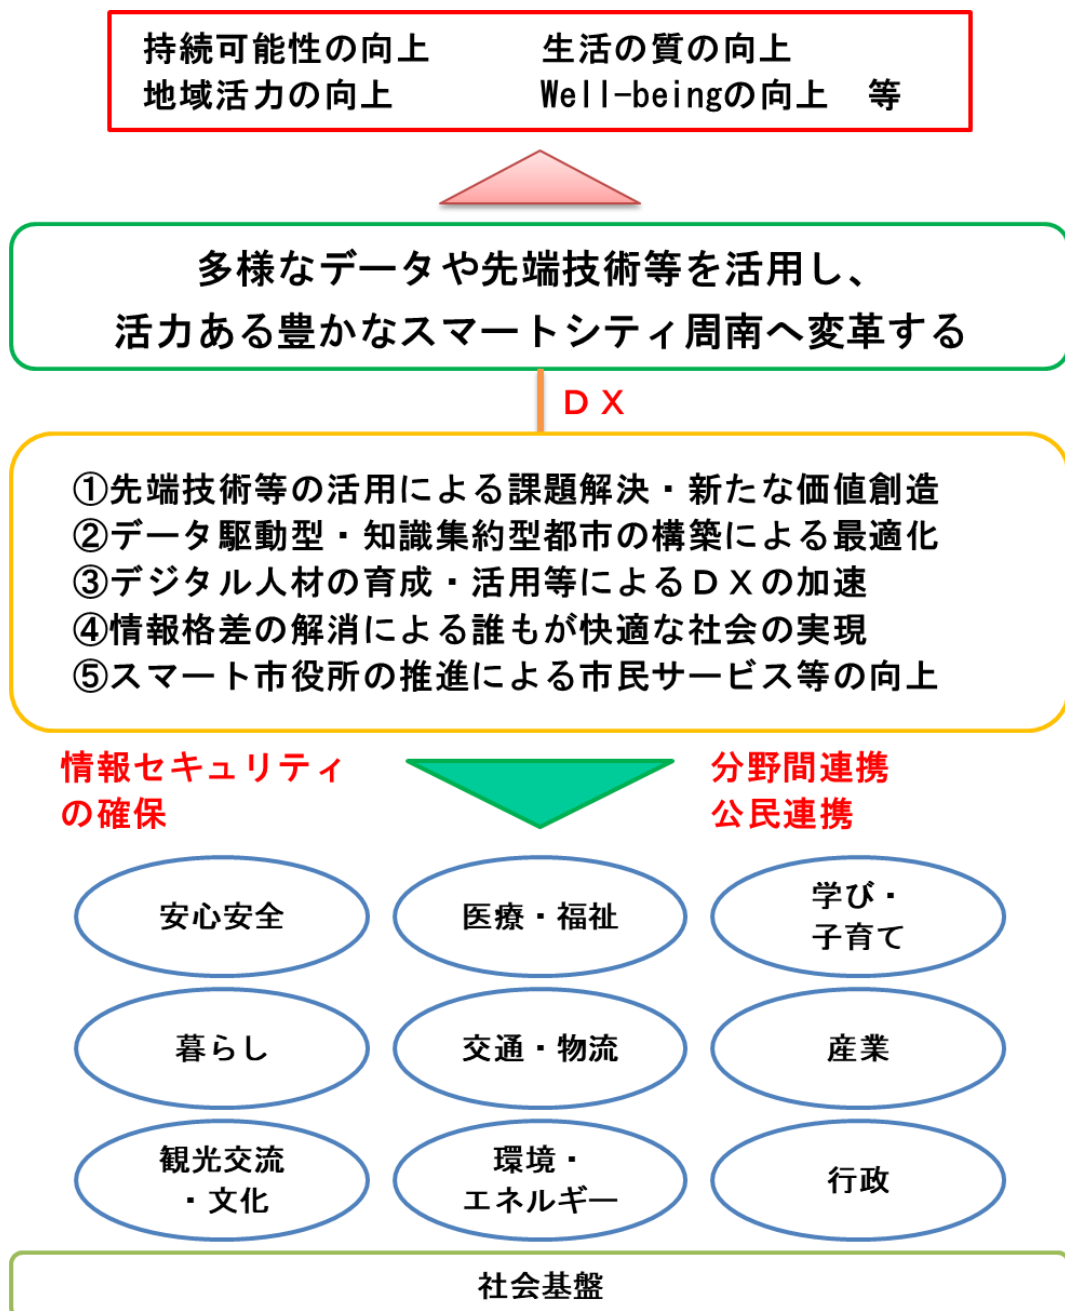 持続可能性の向上　生活の質の向上
地域活力の向上　Well-beingの向上　等
多様なデータや先端技術等を活用し、
活力ある豊かなスマートシティ周南へ変革する
ＤＸ
①先端技術等の活用による課題解決・新たな価値創造
②データ駆動型・知識集約型都市の構築による最適化
③デジタル人材の育成・活用等によるＤＸの加速
④情報格差の解消による誰もが快適な社会の実現
⑤スマート市役所の推進による市民サービス等の向上
情報セキュリティ
の確保
分野間連携
公民連携
安心安全
医療・福祉
学び・
子育て
暮らし
交通・物流
産業
観光交流
・文化
環境・
エネルギー
行政
社会基盤